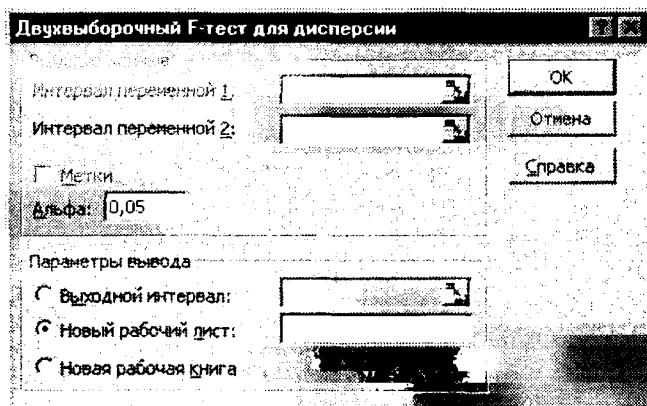 Двухвыборочный F-тест для дисперсии
Интервал переменной 1:
Интервал переменной 2:
Метки
Альфа: 0,05
OK
Отмена
Справка
Параметры вывода
Выходной интервал:
Новый рабочий лист:
Новая рабочая книга